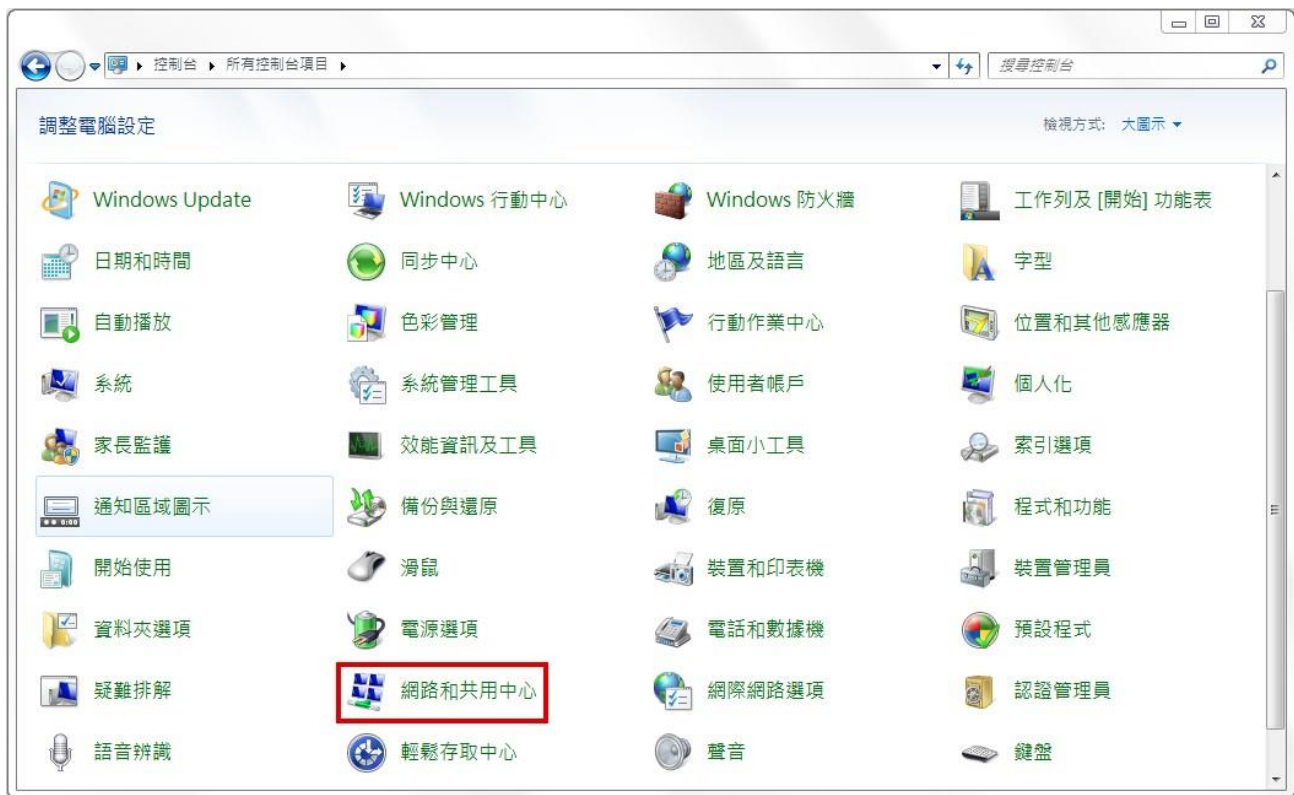 控制台 ▸ 所有控制台項目 ▸
搜尋控制台
調整電腦設定
檢視方式: 大圖示
Windows Update
Windows 行動中心
Windows 防火牆
工作列及 [開始] 功能表
日期和時間
同步中心
地區及語言
字型
自動播放
色彩管理
行動作業中心
位置和其他感應器
系統
系統管理工具
使用者帳戶
個人化
家長監護
效能資訊及工具
桌面小工具
索引選項
通知區域圖示
備份與還原
復原
程式和功能
開始使用
滑鼠
裝置和印表機
裝置管理員
資料夾選項
電源選項
電話和數據機
預設程式
疑難排解
網路和共用中心
網際網路選項
認證管理員
語音辨識
輕鬆存取中心
聲音
鍵盤